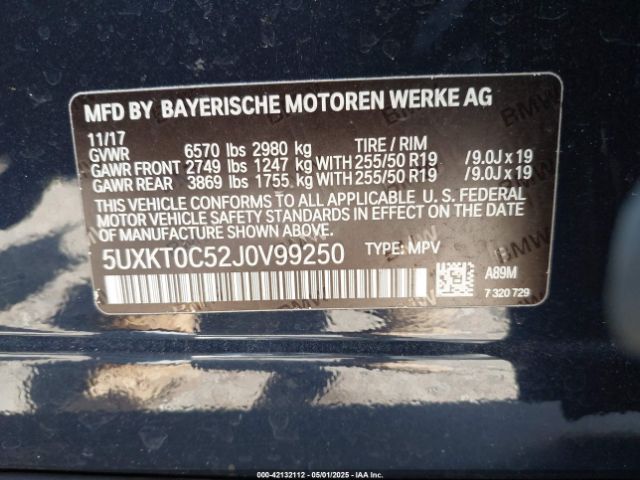 MFD BY BAYERISCHE MOTOREN WERKE AG
11/17 TIRE / RIM
GVWR 6570 lbs 2980 kg
GAWR FRONT 2749 lbs 1247 kg WITH 255/50 R19 /9.0J x 19
GAWR REAR 3869 lbs 1755 kg WITH 255/50 R19 /9.0J x 19
THIS VEHICLE CONFORMS TO ALL APPLICABLE U. S. FEDERAL
MOTOR VEHICLE SAFETY STANDARDS IN EFFECT ON THE
DATE OF MANUFACTURE SHOWN ABOVE.
5UXKT0C52J0V99250 TYPE: MPV
A89M
7 320 729
000-42132112 | 05/01/2025 | IAA Inc.